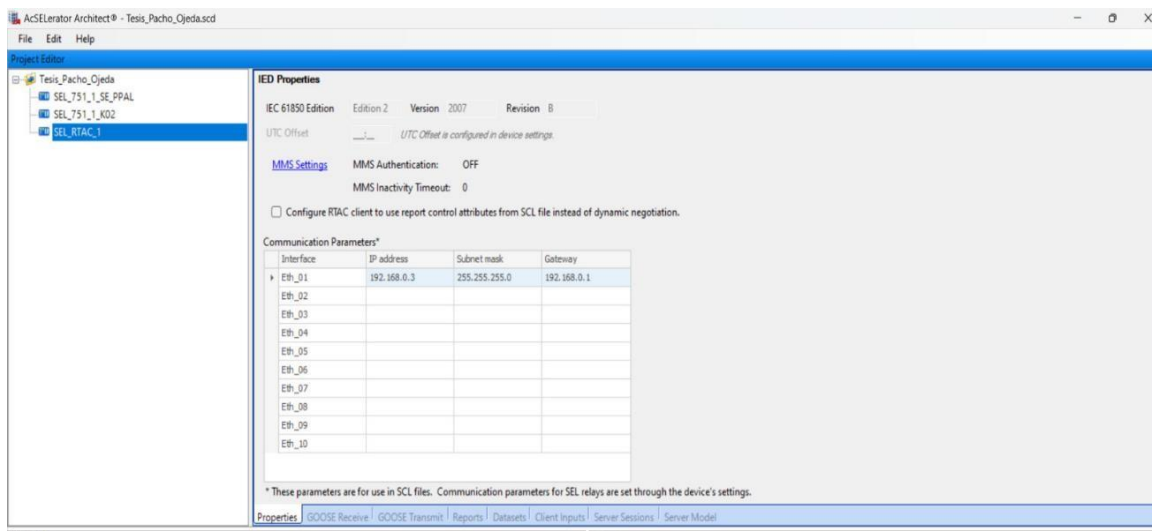 AcSELerator Architect® - Tesis_Pacho_Ojeda.scd
File Edit Help
Project Editor
Tesis_Pacho_Ojeda
SEL_751_1_SE_PPAL
SEL_751_1_K02
SEL_RTAC_1
IED Properties
IEC 61850 Edition Edition 2 Version 2007 Revision B
UTC Offset __:__ UTC Offset is configured in device settings.
MMS Settings MMS Authentication: OFF
MMS Inactivity Timeout: 0
Configure RTAC client to use report control attributes from SCL file instead of dynamic negotiation.
Communication Parameters*
Interface IP address Subnet mask Gateway
Eth_01 192.168.0.3 255.255.255.0 192.168.0.1
Eth_02
Eth_03
Eth_04
Eth_05
Eth_06
Eth_07
Eth_08
Eth_09
Eth_10
* These parameters are for use in SCL files. Communication parameters for SEL relays are set through the device's settings.
Properties GOOSE Receive GOOSE Transmit Reports Datasets Client Inputs Server Sessions Server Model